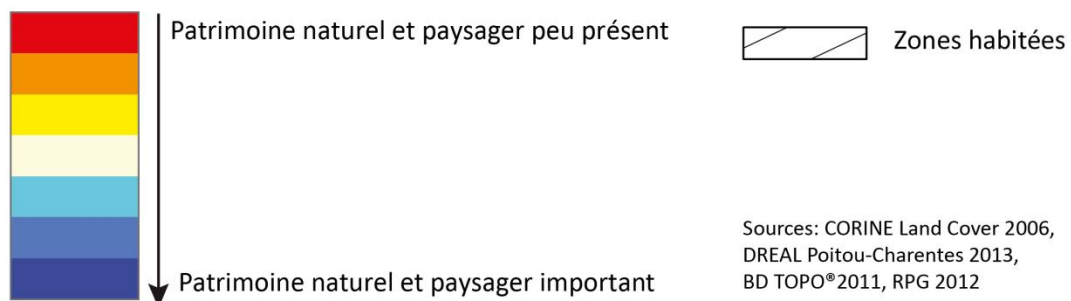 Patrimoine naturel et paysager peu présent
Zones habitées
Patrimoine naturel et paysager important
Sources: CORINE Land Cover 2006,
DREAL Poitou-Charentes 2013,
BD TOPO®2011, RPG 2012